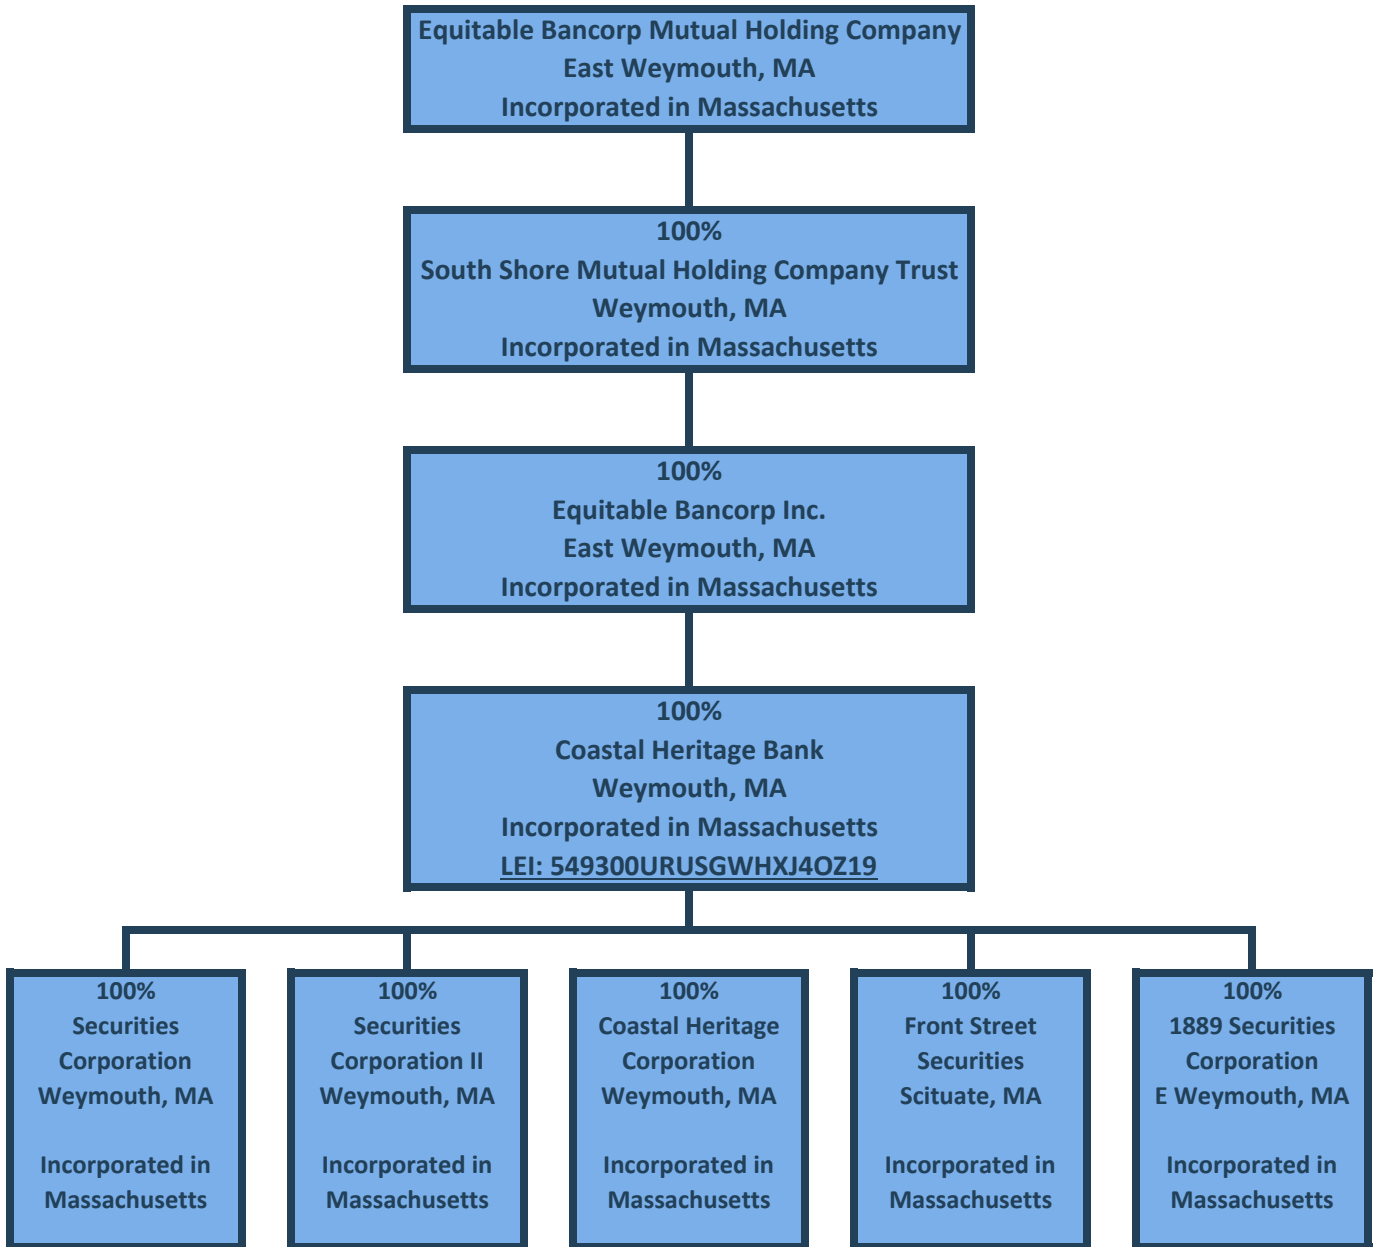 Equitable Bancorp Mutual Holding Company
East Weymouth, MA
Incorporated in Massachusetts
100%
South Shore Mutual Holding Company Trust
Weymouth, MA
Incorporated in Massachusetts
100%
Equitable Bancorp Inc.
East Weymouth, MA
Incorporated in Massachusetts
100%
Coastal Heritage Bank
Weymouth, MA
Incorporated in Massachusetts
LEI: 549300URUSGWHXJ4OZ19
100%
Securities
Corporation
Weymouth, MA
Incorporated in
Massachusetts
100%
Securities
Corporation II
Weymouth, MA
Incorporated in
Massachusetts
100%
Coastal Heritage
Corporation
Weymouth, MA
Incorporated in
Massachusetts
100%
Front Street
Securities
Scituate, MA
Incorporated in
Massachusetts
100%
1889 Securities
Corporation
E Weymouth, MA
Incorporated in
Massachusetts